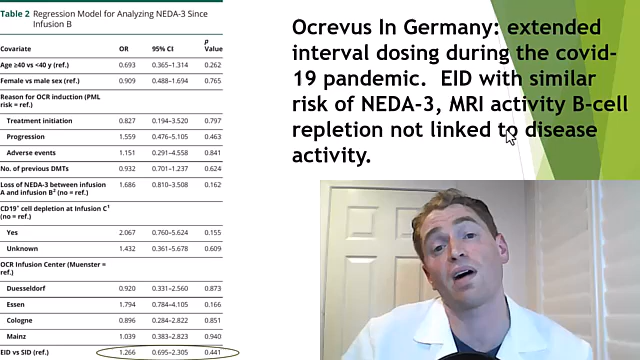 Table 2 Regression Model for Analyzing NEDA-3 Since
Infusion B
Covariate OR 95% CI p Value
Age ≥40 vs <40 y (ref.) 0.693 0.365–1.314 0.262
Female vs male sex (ref.) 0.909 0.488–1.694 0.765
Reason for OCR induction (PML
risk = ref.)
Treatment initiation 0.827 0.194–3.520 0.797
Progression 1.559 0.476–5.105 0.463
Adverse events 1.151 0.291–4.558 0.841
No. of previous DMTs 0.932 0.701–1.237 0.624
Loss of NEDA-3 between infusion 1.686 0.810–3.508 0.162
A and infusion B² (no = ref.)
CD19⁺ cell depletion at Infusion C¹
(no = ref.)
Yes 2.067 0.760–5.624 0.155
Unknown 1.432 0.361–5.678 0.609
OCR Infusion Center (Muenster =
ref.)
Duesseldorf 0.920 0.331–2.560 0.873
Essen 1.794 0.784–4.105 0.166
Cologne 0.896 0.284–2.822 0.851
Mainz 1.039 0.383–2.823 0.940
EID vs SID (ref.) 1.266 0.695–2.305 0.441
Ocrevus In Germany: extended
interval dosing during the covid-
19 pandemic. EID with similar
risk of NEDA-3, MRI activity B-cell
repletion not linked to disease
activity.